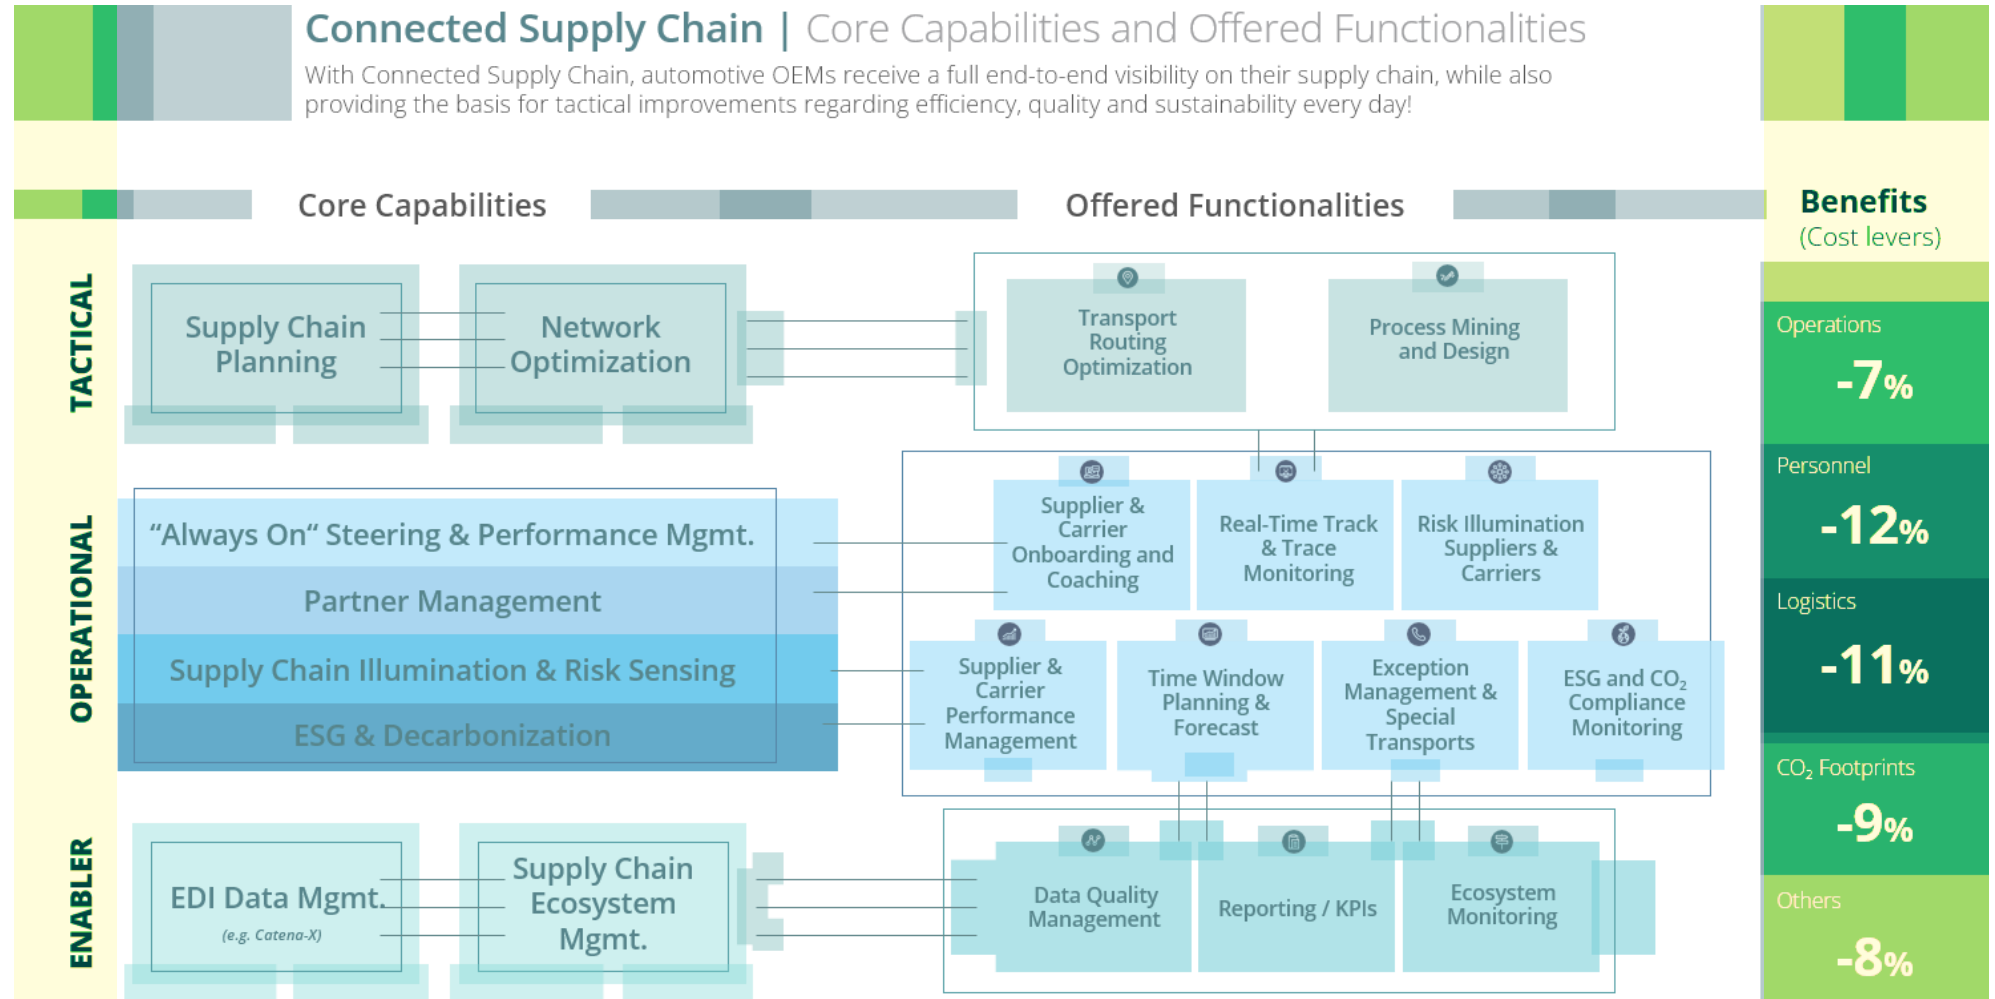 Connected Supply Chain | Core Capabilities and Offered Functionalities
With Connected Supply Chain, automotive OEMs receive a full end-to-end visibility on their supply chain, while also
providing the basis for tactical improvements regarding efficiency, quality and sustainability every day!
Core Capabilities
Offered Functionalities
Benefits
(Cost levers)
TACTICAL
Supply Chain
Planning
Network
Optimization
Transport
Routing
Optimization
Process Mining
and Design
OPERATIONAL
“Always On“ Steering & Performance Mgmt.
Partner Management
Supply Chain Illumination & Risk Sensing
ESG & Decarbonization
Supplier &
Carrier
Onboarding and
Coaching
Real-Time Track
& Trace
Monitoring
Risk Illumination
Suppliers &
Carriers
Supplier &
Carrier
Performance
Management
Time Window
Planning &
Forecast
Exception
Management &
Special
Transports
ESG and CO₂
Compliance
Monitoring
ENABLER
EDI Data Mgmt.
(e.g. Catena-X)
Supply Chain
Ecosystem
Mgmt.
Data Quality
Management
Reporting / KPIs
Ecosystem
Monitoring
Operations
-7%
Personnel
-12%
Logistics
-11%
CO₂ Footprints
-9%
Others
-8%